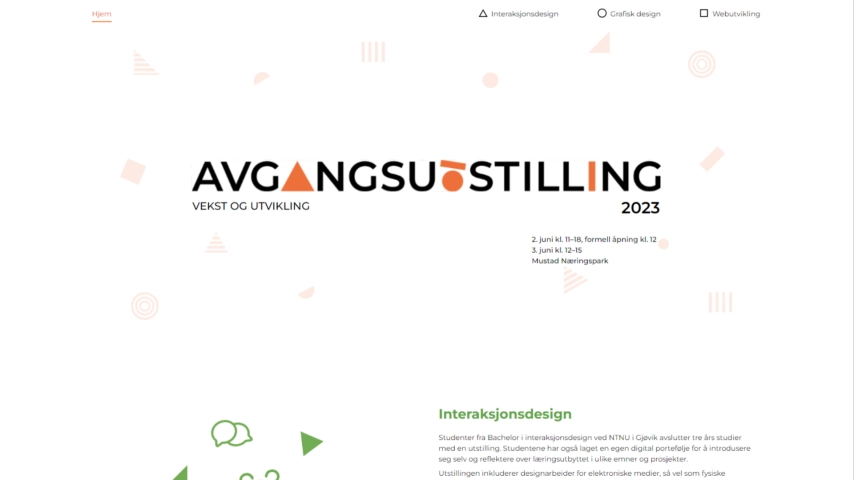 Hjem
Interaksjonsdesign
Grafisk design
Webutvikling
AVGANGSUTSTILLING
VEKST OG UTVIKLING
2023
2. juni kl. 11–18, formell åpning kl. 12
3. juni kl. 12–15
Mustad Næringspark
Interaksjonsdesign
Studenter fra Bachelor i interaksjonsdesign ved NTNU i Gjøvik avslutter tre års studier
med en utstilling. Studentene har også laget en egen digital portefølje for å introdusere
seg selv og reflektere over læringsutbyttet i ulike emner og prosjekter.
Utstillingen inkluderer designarbeider for elektroniske medier, så vel som fysiske